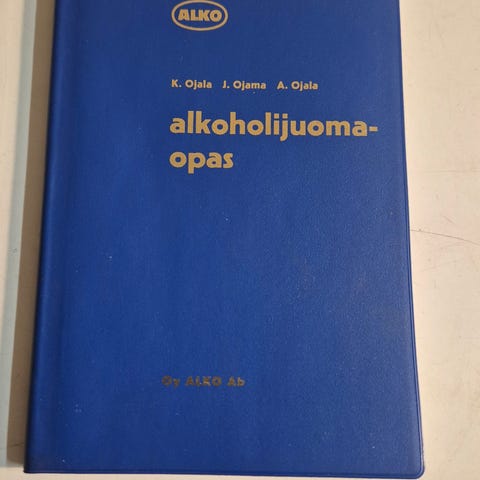 ALKO
K. Ojala J. Ojama A. Ojala
alkoholijuoma-
opas
Oy ALKO Ab